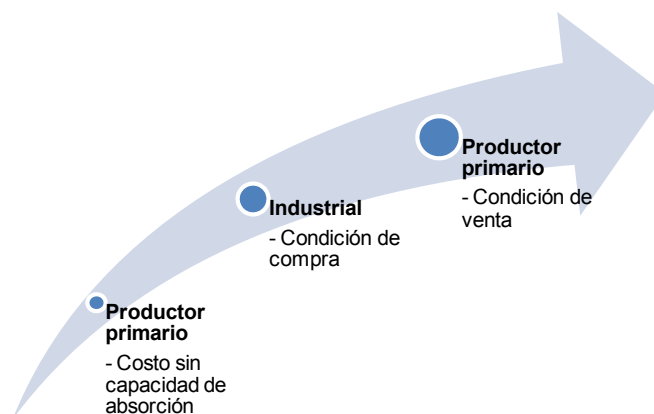 Productor
primario
- Costo sin
capacidad de
absorción
Industrial
- Condición de
compra
Productor
primario
- Condición de
venta